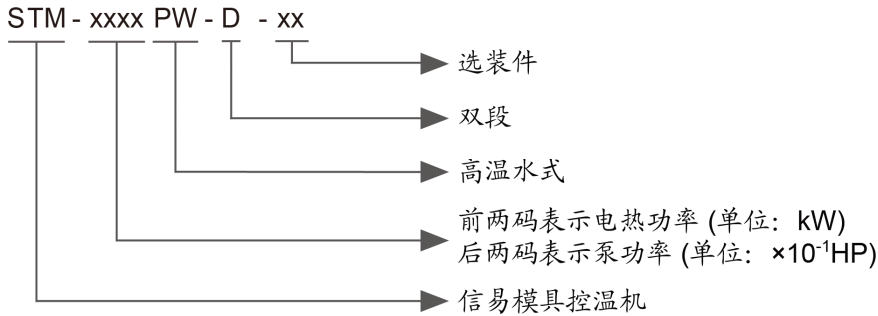 STM - xxxx PW - D - xx
选装件
双段
高温水式
前两码表示电热功率 (单位：kW)
后两码表示泵功率 (单位：×10⁻¹HP)
信易模具控温机